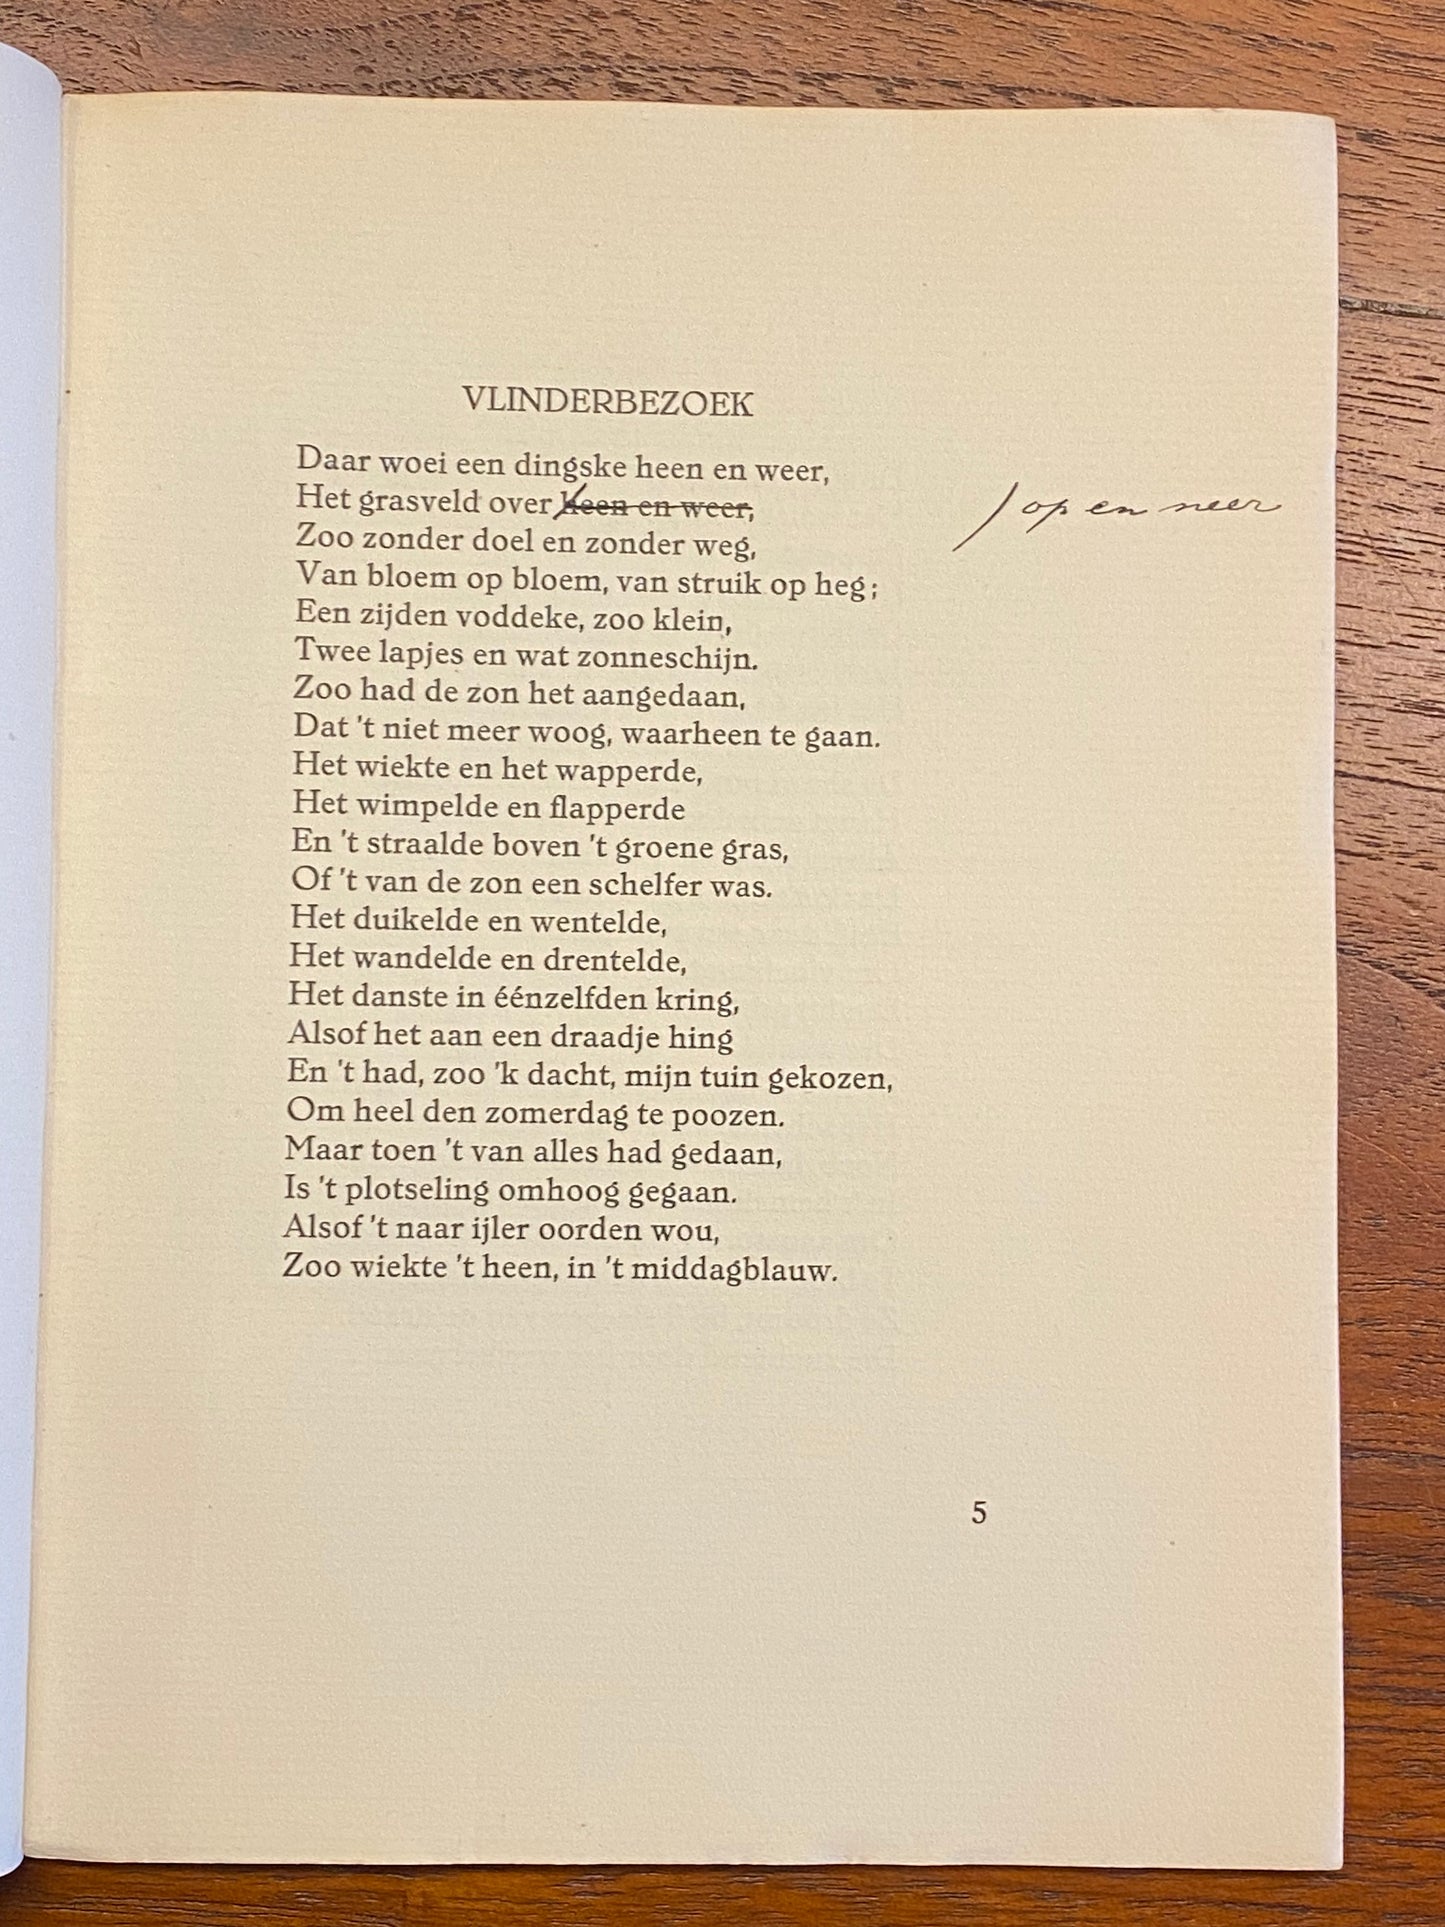 VLINDERBEZOEK
Daar woei een dingske heen en weer,
Het grasveld over heen en weer, / op en neer
Zoo zonder doel en zonder weg,
Van bloem op bloem, van struik op heg;
Een zijden voddeke, zoo klein,
Twee lapjes en wat zonneschijn.
Zoo had de zon het aangedaan,
Dat 't niet meer woog, waarheen te gaan.
Het wiekte en het wapperde,
Het wimpelde en flapperde
En 't straalde boven 't groene gras,
Of 't van de zon een schelfer was.
Het duikelde en wentelde,
Het wandelde en drentelde,
Het danste in éénzelfden kring,
Alsof het aan een draadje hing
En 't had, zoo 'k dacht, mijn tuin gekozen,
Om heel den zomerdag te poozen.
Maar toen 't van alles had gedaan,
Is 't plotseling omhoog gegaan.
Alsof 't naar ijler oorden wou,
Zoo wiekte 't heen, in 't middagblauw.
5